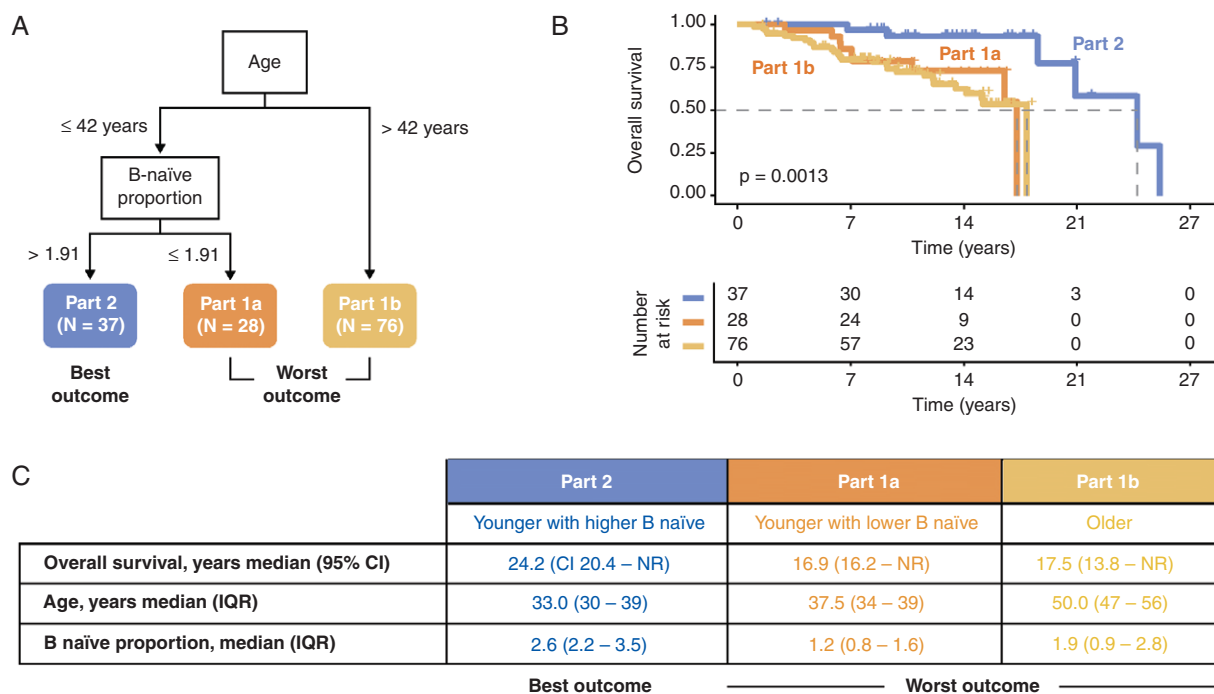 A
Age
≤ 42 years
> 42 years
B-naïve
proportion
> 1.91
≤ 1.91
Part 2
(N = 37)
Part 1a
(N = 28)
Part 1b
(N = 76)
Best
outcome
Worst
outcome
B
Overall survival
1.00
0.75
0.50
0.25
0.00
Part 1b
Part 1a
Part 2
p = 0.0013
0 7 14 21 27
Time (years)
Number
at risk
37 30 14 3 0
28 24 9 0 0
76 57 23 0 0
0 7 14 21 27
Time (years)
C
Part 2 Part 1a Part 1b
Younger with higher B naïve Younger with lower B naïve Older
Overall survival, years median (95% CI) 24.2 (CI 20.4 – NR) 16.9 (16.2 – NR) 17.5 (13.8 – NR)
Age, years median (IQR) 33.0 (30 – 39) 37.5 (34 – 39) 50.0 (47 – 56)
B naïve proportion, median (IQR) 2.6 (2.2 – 3.5) 1.2 (0.8 – 1.6) 1.9 (0.9 – 2.8)
Best outcome Worst outcome